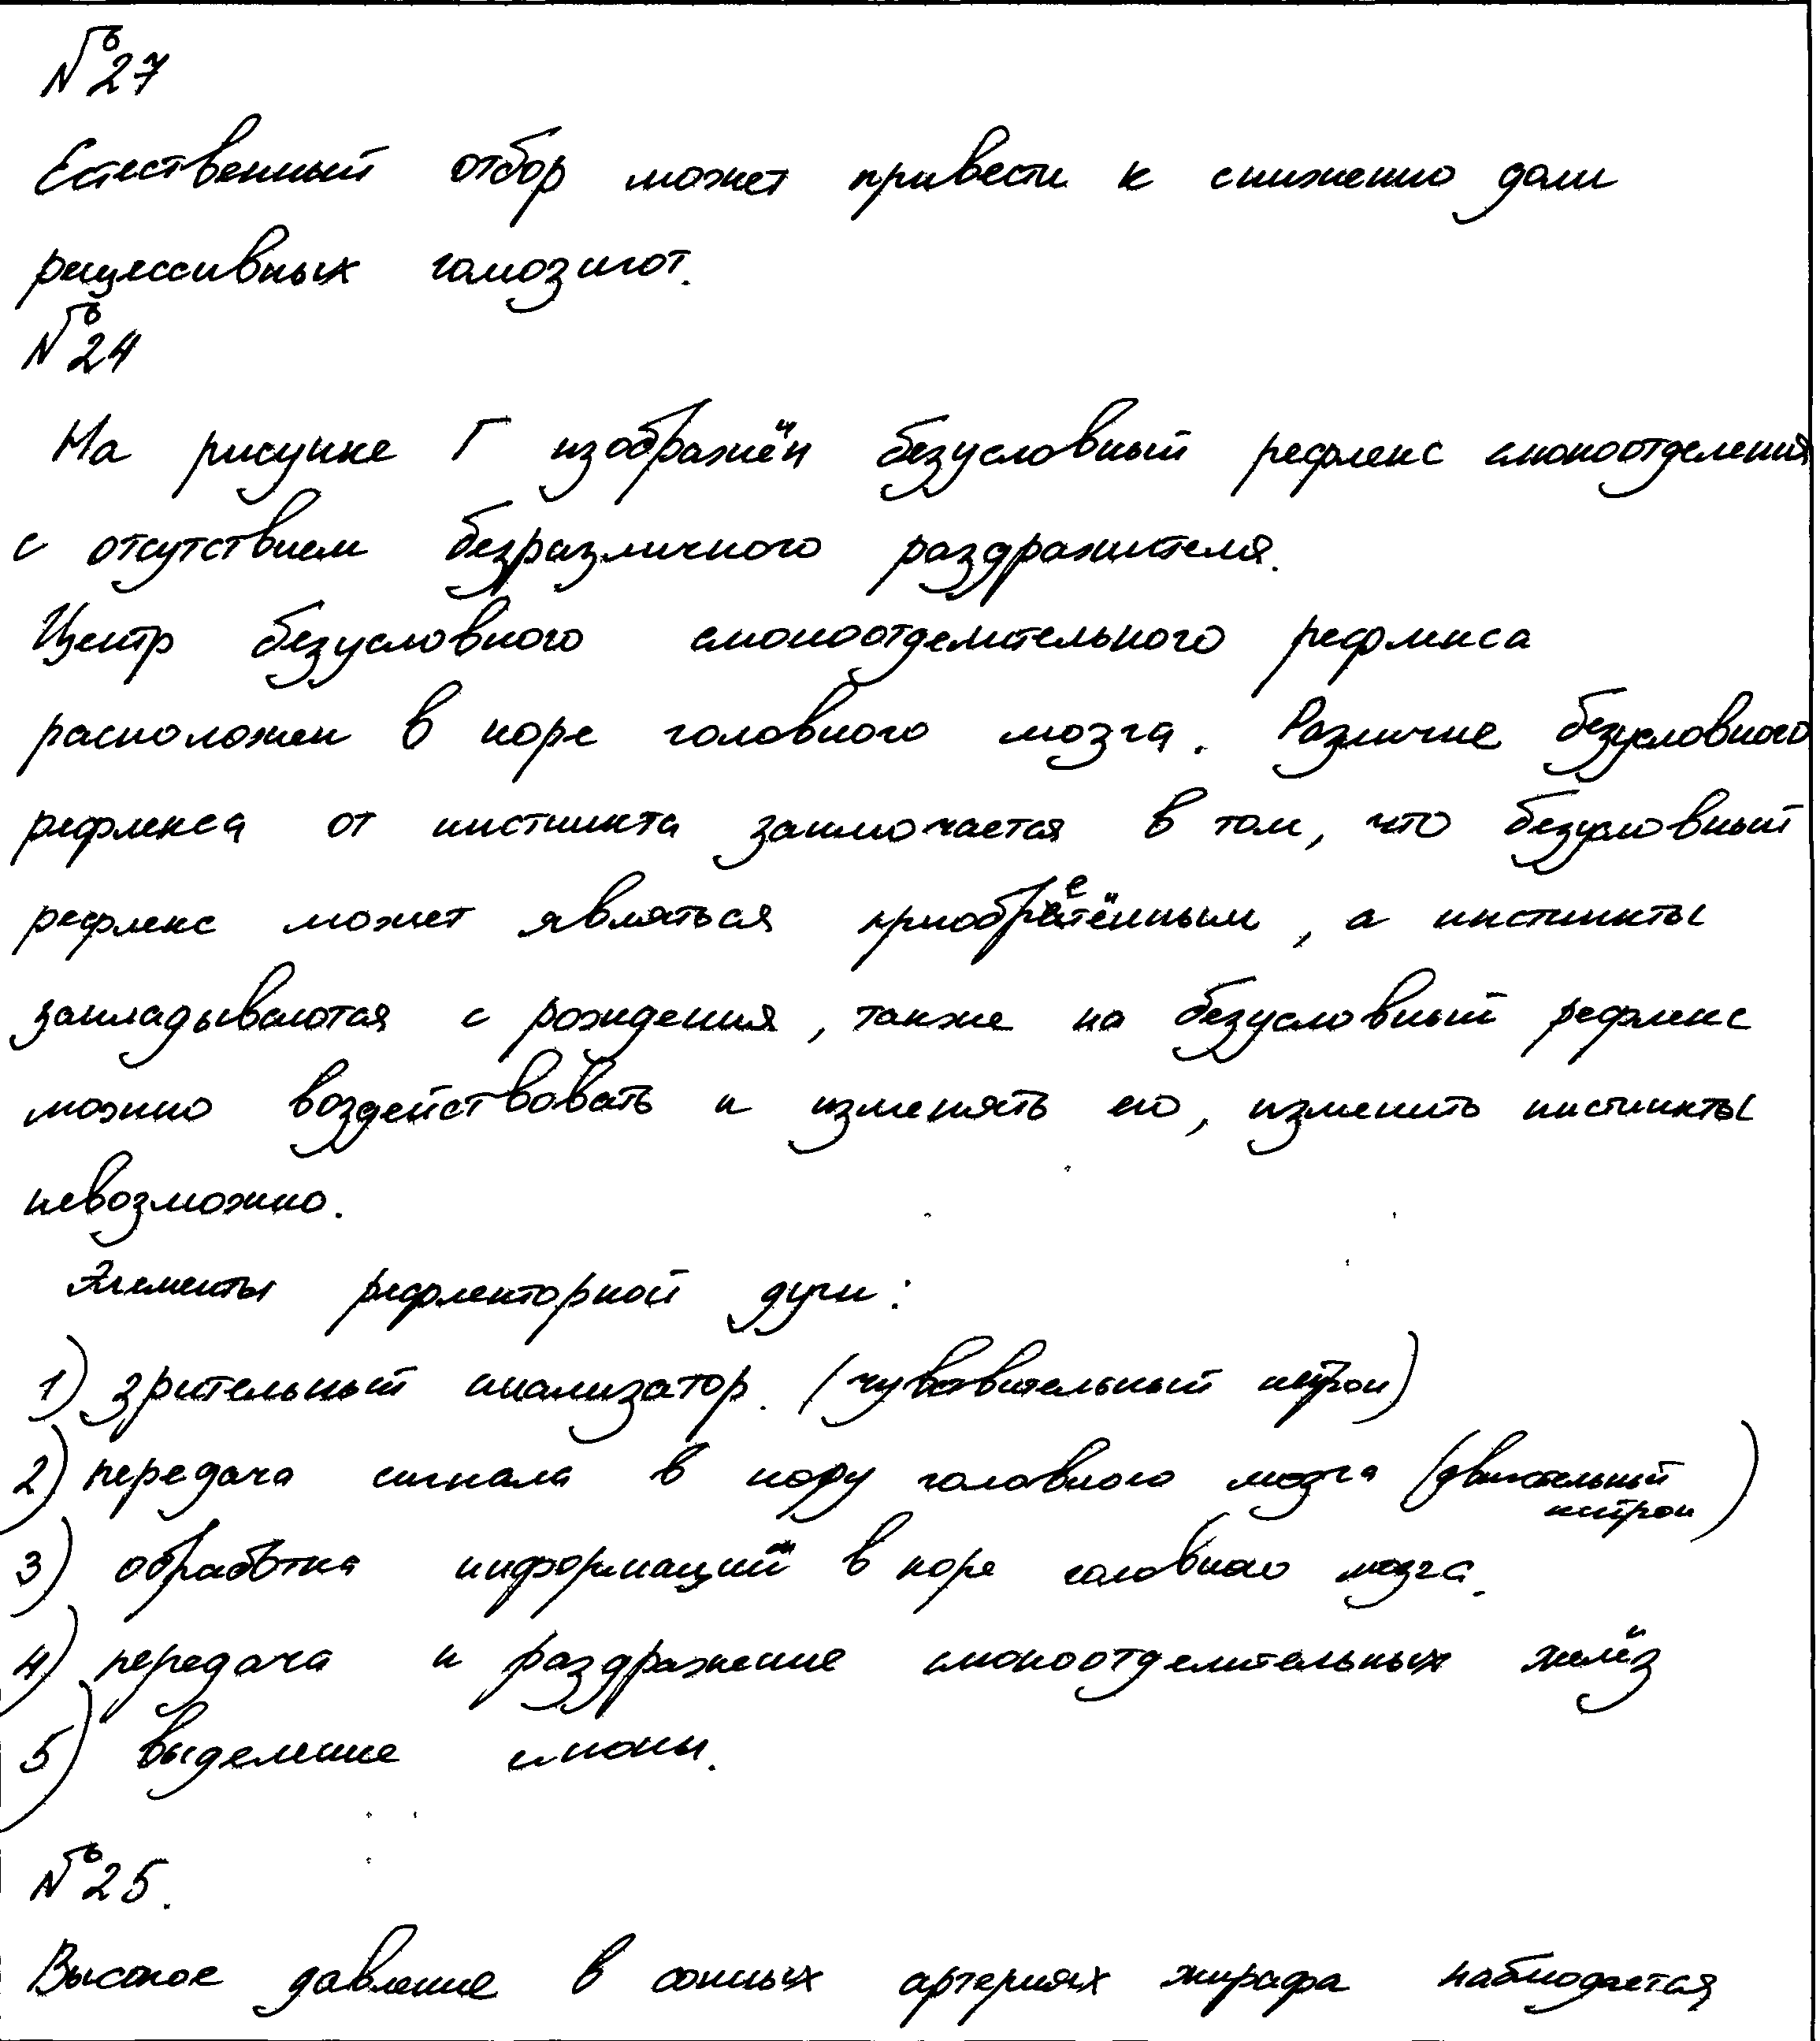 №27
Естественный отбор может привести к снижению доли
рецессивных гомозигот.
№24
На рисунке Г изображён безусловный рефлекс слюноотделения
с отсутствием безразличного раздражителя.
Центр безусловного слюноотделительного рефлекса
расположен в коре головного мозга. Различие безусловного
рефлекса от инстинкта заключается в том, что безусловный
рефлекс может являться приобретённым, а инстинкты
закладываются с рождения, также на безусловный рефлекс
можно воздействовать и изменять его, изменить инстинкты
невозможно.
Элементы рефлекторной дуги:
1) зрительный анализатор. (чувствительный нейрон)
2) передача сигнала в кору головного мозга (двигательный
нейрон)
3) обработка информации в коре головного мозга.
4) передача и раздражение слюноотделительных желёз
5) выделение слюны.
№25.
Высокое давление в сонных артериях жирафа наблюдается